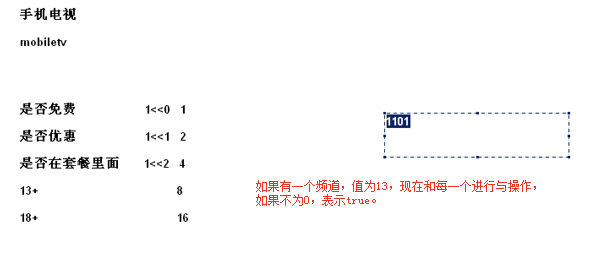 手机电视
mobiletv
是否免费 1<<0 1
1101
是否优惠 1<<1 2
是否在套餐里面 1<<2 4
13+ 8
如果有一个频道，值为13，现在和每一个进行与操作，
如果不为0，表示true。
18+ 16